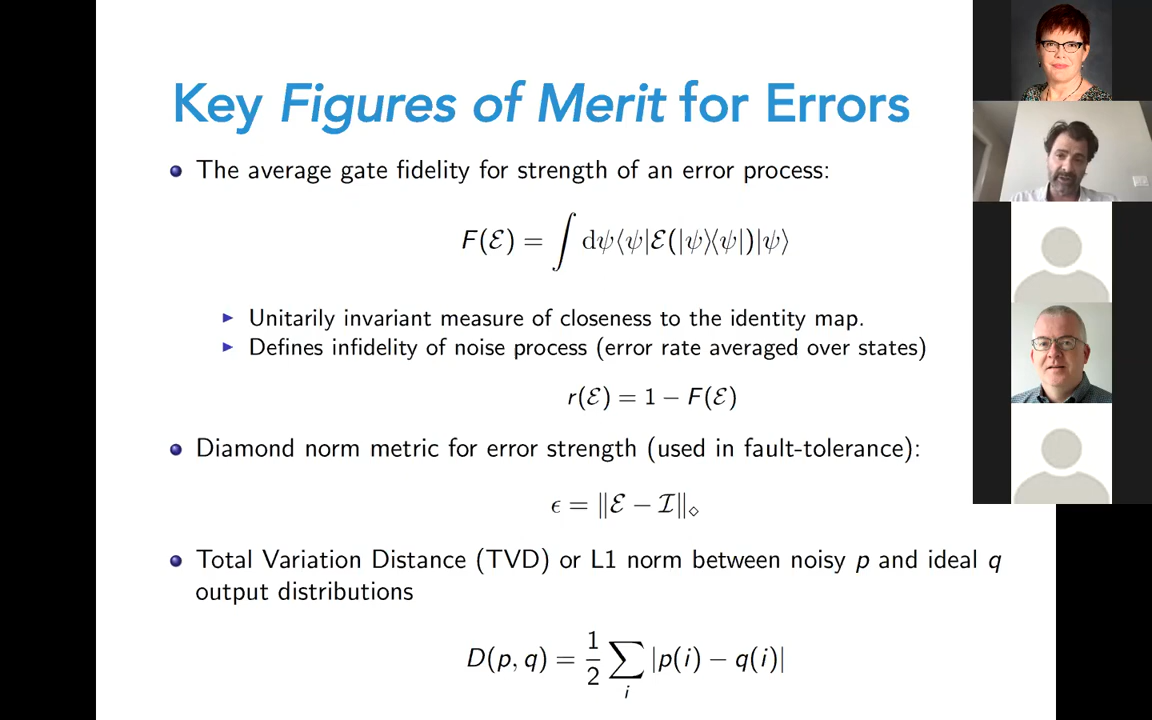 Key Figures of Merit for Errors
The average gate fidelity for strength of an error process:
F(ℰ) = ∫ dψ⟨ψ|ℰ(|ψ⟩⟨ψ|)|ψ⟩
Unitarily invariant measure of closeness to the identity map.
Defines infidelity of noise process (error rate averaged over states)
r(ℰ) = 1 − F(ℰ)
Diamond norm metric for error strength (used in fault-tolerance):
ϵ = ‖ℰ − ℐ‖⋄
Total Variation Distance (TVD) or L1 norm between noisy p and ideal q
output distributions
D(p, q) = 1/2 ∑i |p(i) − q(i)|